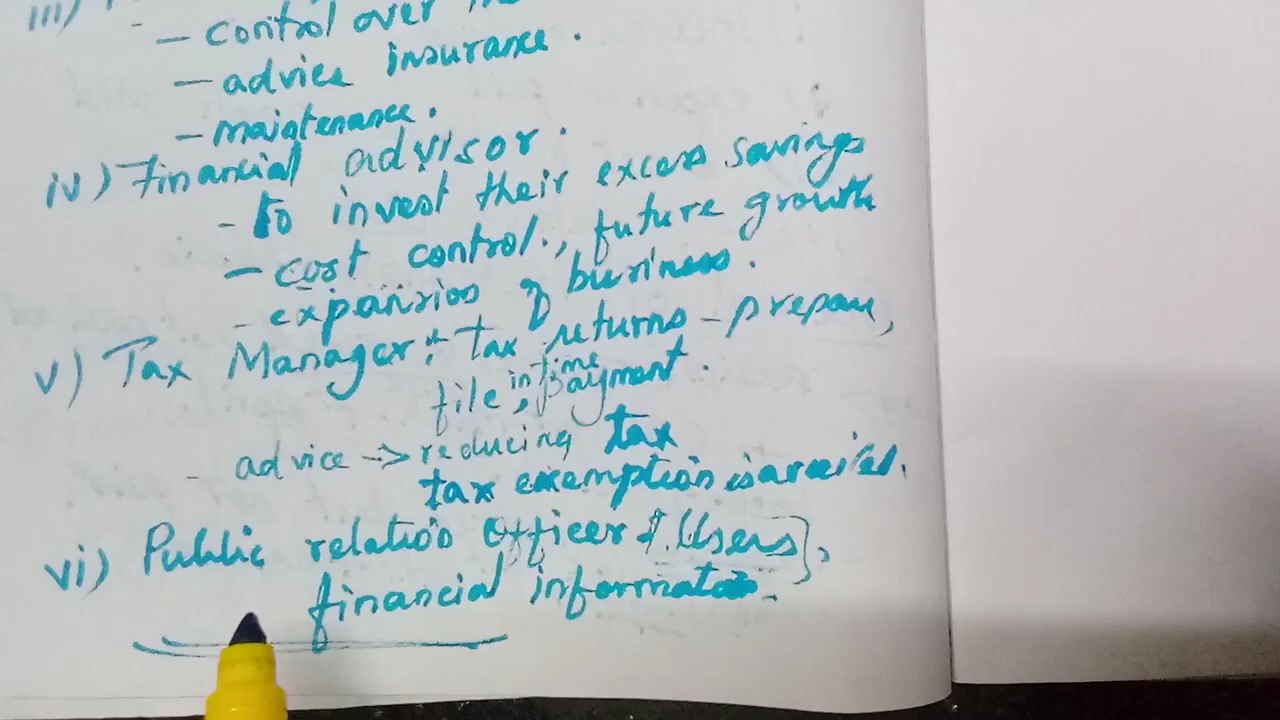 iii)
- control over
- advice insurance.
- maintenance.
iv) Financial advisor.
- To invest their excess savings
- cost control., future growth
- expansion of business.
v) Tax Manager : tax returns - prepare,
file, in time payment.
- advice -> reducing tax
tax exemption
vi) Public relation Officer : Users
financial information.